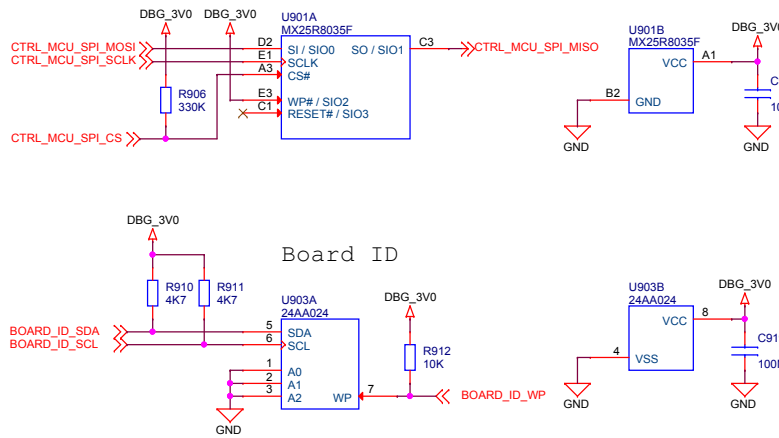 DBG_3V0 DBG_3V0
U901A
MX25R8035F
CTRL_MCU_SPI_MOSI D2 SI / SIO0 SO / SIO1 C3 CTRL_MCU_SPI_MISO
CTRL_MCU_SPI_SCLK E1 SCLK
A3 CS#
R906
330K
E3 WP# / SIO2
C1 RESET# / SIO3
CTRL_MCU_SPI_CS
U901B
MX25R8035F
DBG_3V0
VCC A1
B2 GND
GND
GND
DBG_3V0
Board ID
R910
4K7
R911
4K7
U903A
24AA024
BOARD_ID_SDA 5 SDA
BOARD_ID_SCL 6 SCL
1 A0
2 A1
3 A2
WP 7 BOARD_ID_WP
GND
DBG_3V0
R912
10K
U903B
24AA024
DBG_3V0
VCC 8
4 VSS
GND
GND